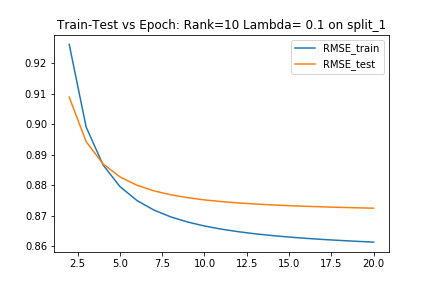 Train-Test vs Epoch: Rank=10 Lambda= 0.1 on split_1
RMSE_train
RMSE_test
0.92
0.91
0.90
0.89
0.88
0.87
0.86
2.5 5.0 7.5 10.0 12.5 15.0 17.5 20.0